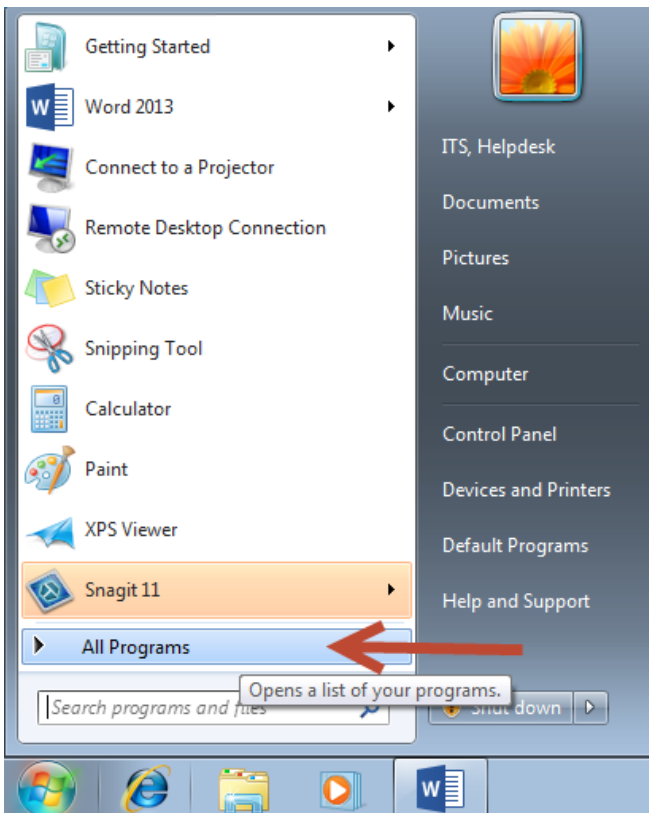 Getting Started
Word 2013
Connect to a Projector
Remote Desktop Connection
Sticky Notes
Snipping Tool
Calculator
Paint
XPS Viewer
Snagit 11
All Programs
Opens a list of your programs.
Search programs and files
ITS, Helpdesk
Documents
Pictures
Music
Computer
Control Panel
Devices and Printers
Default Programs
Help and Support
Shut down